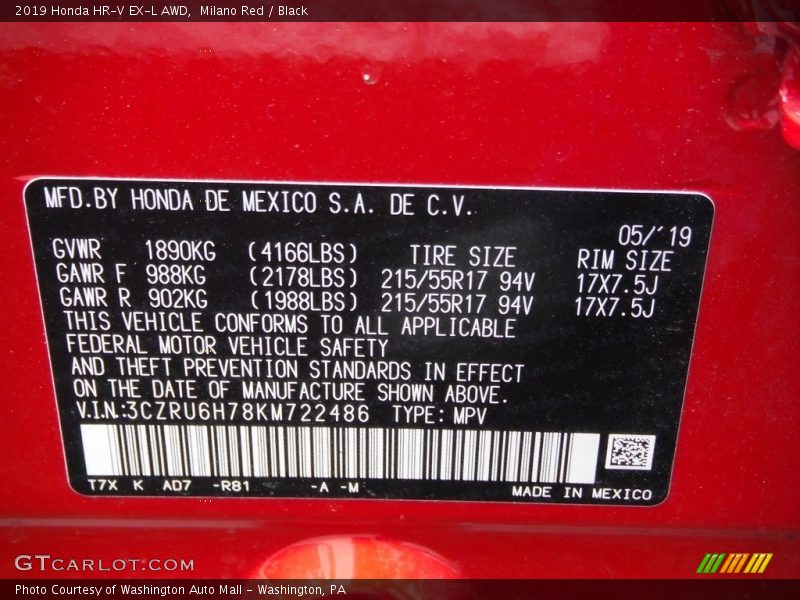 2019 Honda HR-V EX-L AWD, Milano Red / Black
MFD.BY HONDA DE MEXICO S.A. DE C.V.
05/'19
GVWR 1890KG (4166LBS) TIRE SIZE RIM SIZE
GAWR F 988KG (2178LBS) 215/55R17 94V 17X7.5J
GAWR R 902KG (1988LBS) 215/55R17 94V 17X7.5J
THIS VEHICLE CONFORMS TO ALL APPLICABLE
FEDERAL MOTOR VEHICLE SAFETY
AND THEFT PREVENTION STANDARDS IN EFFECT
ON THE DATE OF MANUFACTURE SHOWN ABOVE.
V.I.N:3CZRU6H78KM722486 TYPE: MPV
T7X K AD7 -R81 -A -M MADE IN MEXICO
GTCARLOT.COM
Photo Courtesy of Washington Auto Mall - Washington, PA